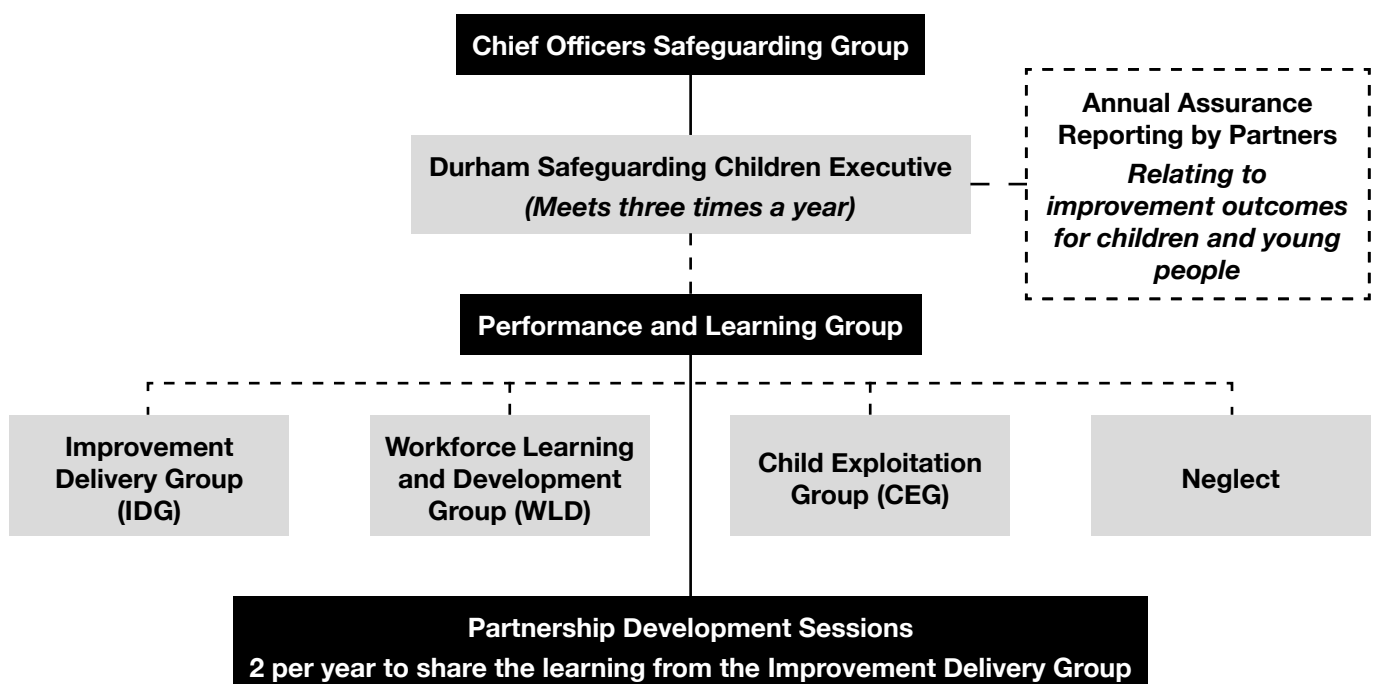 Chief Officers Safeguarding Group
Annual Assurance
Reporting by Partners
Relating to
improvement outcomes
for children and young
people
Durham Safeguarding Children Executive
(Meets three times a year)
Performance and Learning Group
Improvement
Delivery Group
(IDG)
Workforce Learning
and Development
Group (WLD)
Child Exploitation
Group (CEG)
Neglect
Partnership Development Sessions
2 per year to share the learning from the Improvement Delivery Group